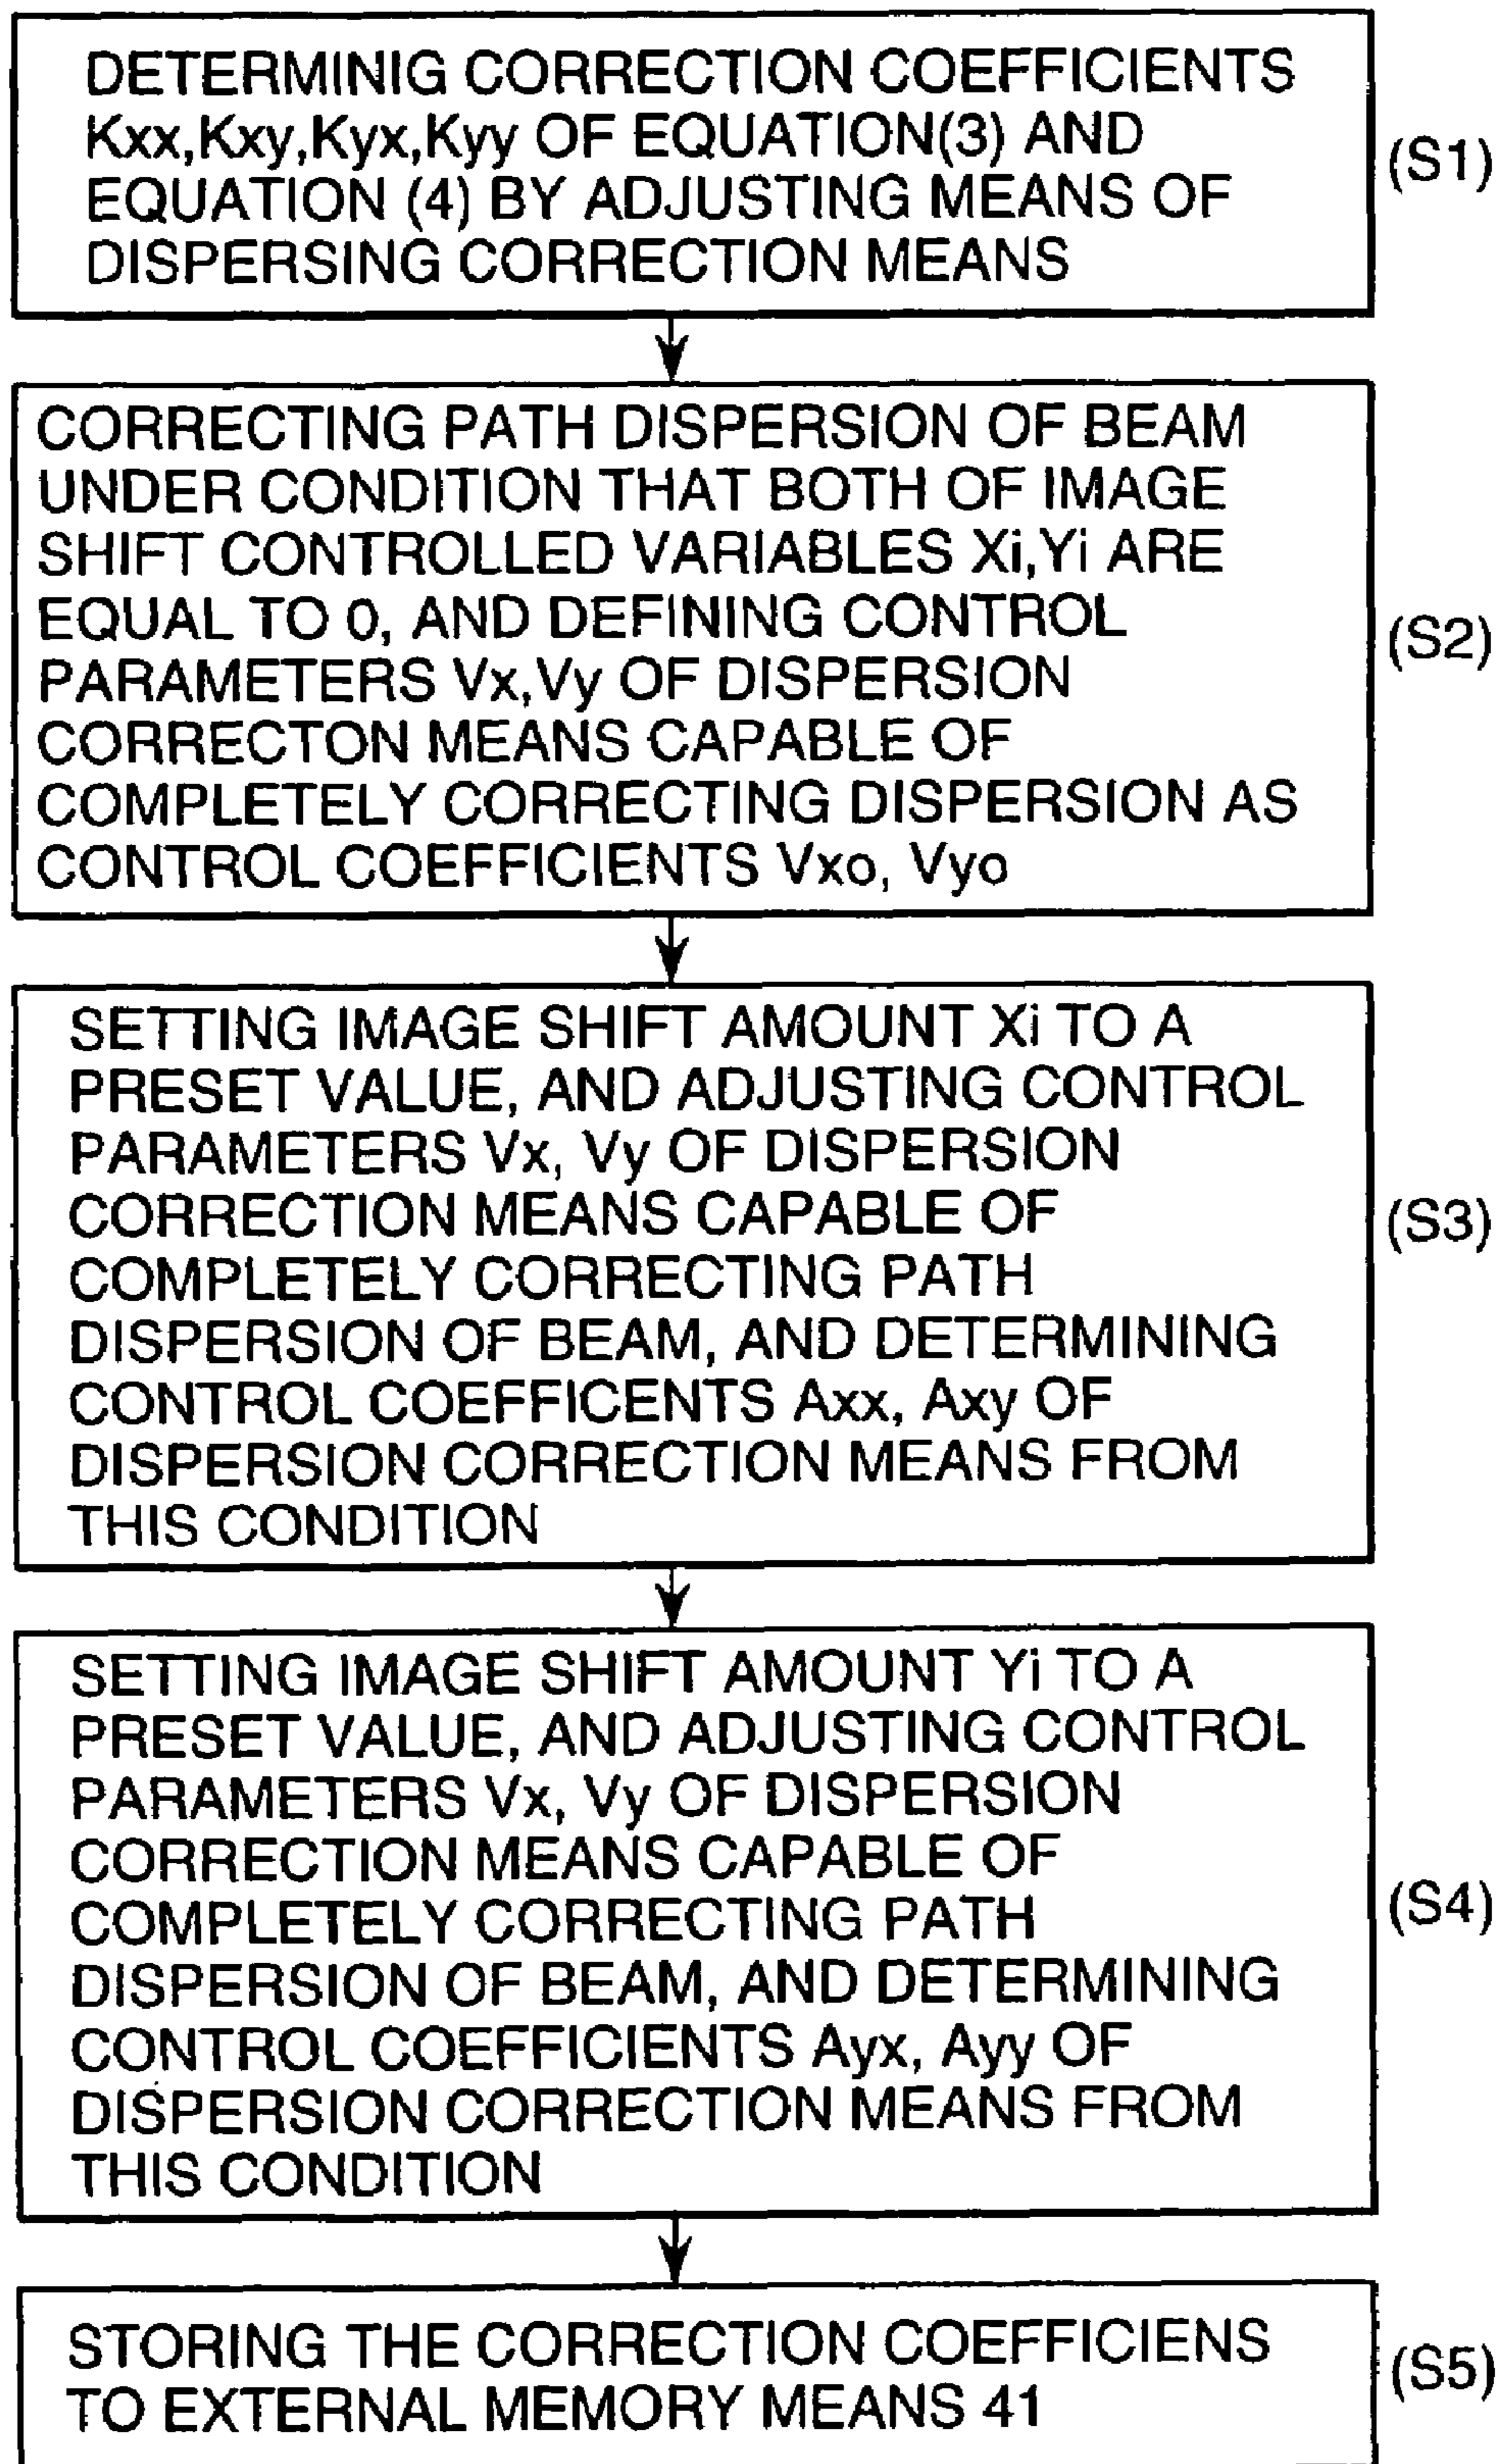 DETERMINIG CORRECTION COEFFICIENTS
Kxx,Kxy,Kyx,Kyy OF EQUATION(3) AND
EQUATION (4) BY ADJUSTING MEANS OF
DISPERSING CORRECTION MEANS
(S1)
CORRECTING PATH DISPERSION OF BEAM
UNDER CONDITION THAT BOTH OF IMAGE
SHIFT CONTROLLED VARIABLES Xi,Yi ARE
EQUAL TO 0, AND DEFINING CONTROL
PARAMETERS Vx,Vy OF DISPERSION
CORRECTON MEANS CAPABLE OF
COMPLETELY CORRECTING DISPERSION AS
CONTROL COEFFICIENTS Vxo, Vyo
(S2)
SETTING IMAGE SHIFT AMOUNT Xi TO A
PRESET VALUE, AND ADJUSTING CONTROL
PARAMETERS Vx, Vy OF DISPERSION
CORRECTION MEANS CAPABLE OF
COMPLETELY CORRECTING PATH
DISPERSION OF BEAM, AND DETERMINING
CONTROL COEFFICENTS Axx, Axy OF
DISPERSION CORRECTION MEANS FROM
THIS CONDITION
(S3)
SETTING IMAGE SHIFT AMOUNT Yi TO A
PRESET VALUE, AND ADJUSTING CONTROL
PARAMETERS Vx, Vy OF DISPERSION
CORRECTION MEANS CAPABLE OF
COMPLETELY CORRECTING PATH
DISPERSION OF BEAM, AND DETERMINING
CONTROL COEFFICIENTS Ayx, Ayy OF
DISPERSION CORRECTION MEANS FROM
THIS CONDITION
(S4)
STORING THE CORRECTION COEFFICIENS
TO EXTERNAL MEMORY MEANS 41
(S5)